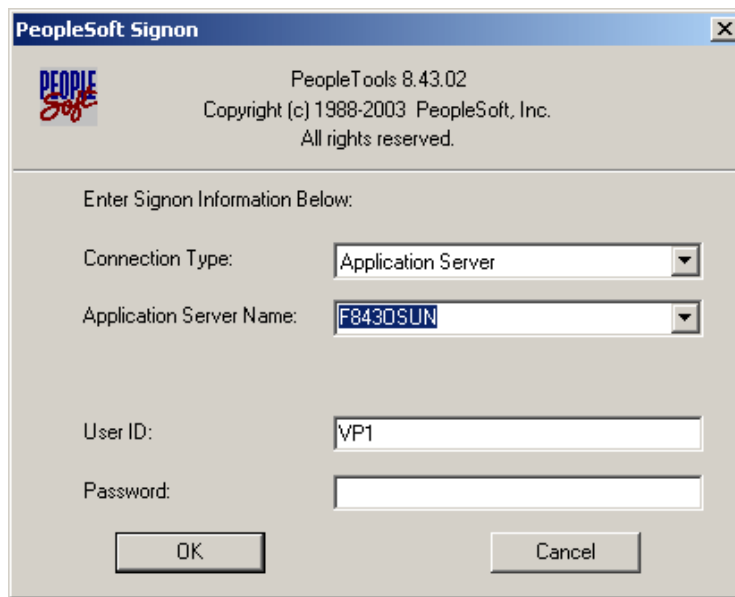 PeopleSoft Signon
PEOPLE
Soft
PeopleTools 8.43.02
Copyright (c) 1988-2003 PeopleSoft, Inc.
All rights reserved.
Enter Signon Information Below:
Connection Type: Application Server
Application Server Name: F843OSUN
User ID: VP1
Password:
OK Cancel